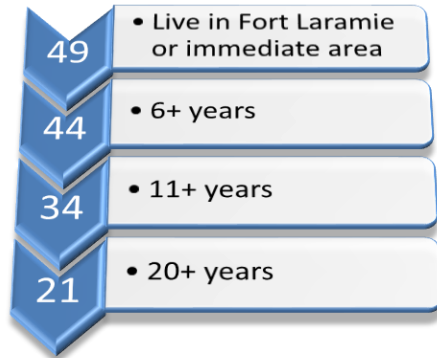 49
• Live in Fort Laramie
or immediate area
44
• 6+ years
34
• 11+ years
21
• 20+ years